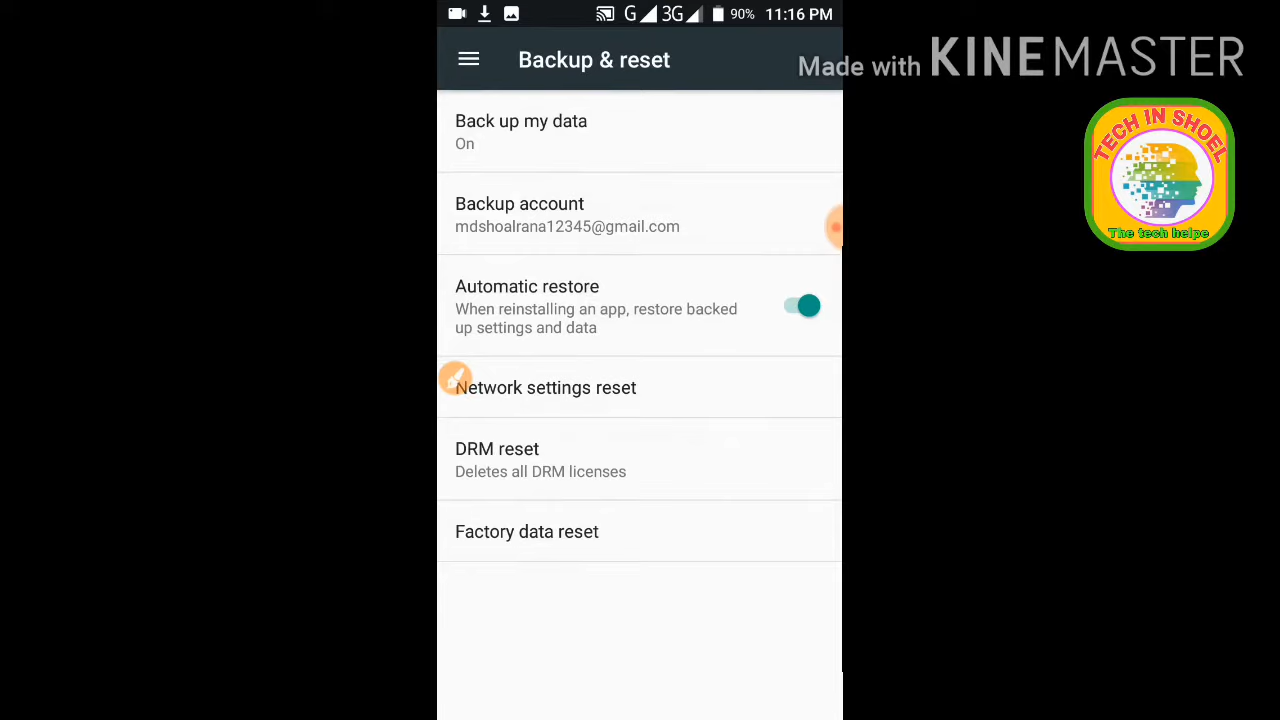 G 3G 90% 11:16 PM
Backup & reset
Made with KINEMASTER
TECH IN SHOEL
The tech helpe
Back up my data
On
Backup account
mdshoalrana12345@gmail.com
Automatic restore
When reinstalling an app, restore backed
up settings and data
Network settings reset
DRM reset
Deletes all DRM licenses
Factory data reset